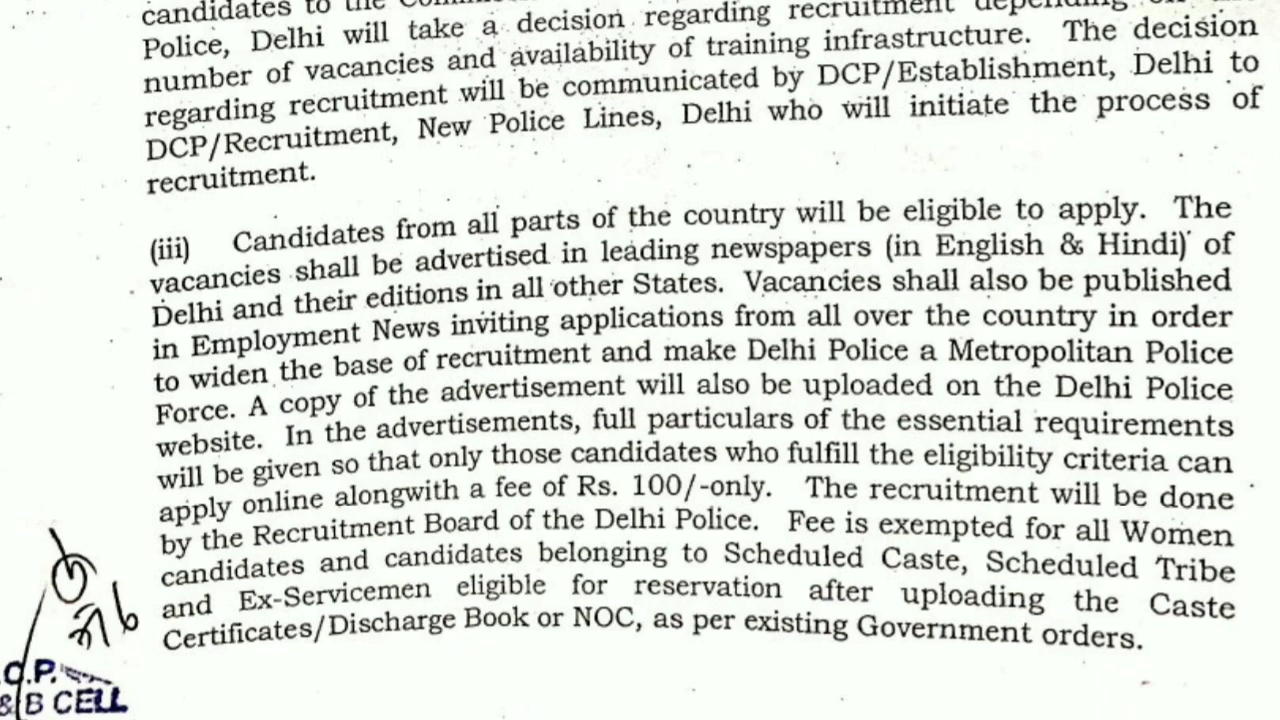 candidates to the
Police, Delhi will take a decision regarding recruitment depending on
number of vacancies and availability of training infrastructure. The decision
regarding recruitment will be communicated by DCP/Establishment, Delhi to
DCP/Recruitment, New Police Lines, Delhi who will initiate the process of
recruitment.
(iii) Candidates from all parts of the country will be eligible to apply. The
vacancies shall be advertised in leading newspapers (in English & Hindi) of
Delhi and their editions in all other States. Vacancies shall also be published
in Employment News inviting applications from all over the country in order
to widen the base of recruitment and make Delhi Police a Metropolitan Police
Force. A copy of the advertisement will also be uploaded on the Delhi Police
website. In the advertisements, full particulars of the essential requirements
will be given so that only those candidates who fulfill the eligibility criteria can
apply online alongwith a fee of Rs. 100/-only. The recruitment will be done
by the Recruitment Board of the Delhi Police. Fee is exempted for all Women
candidates and candidates belonging to Scheduled Caste, Scheduled Tribe
and Ex-Servicemen eligible for reservation after uploading the Caste
Certificates/Discharge Book or NOC, as per existing Government orders.
C.P.
& B CELL